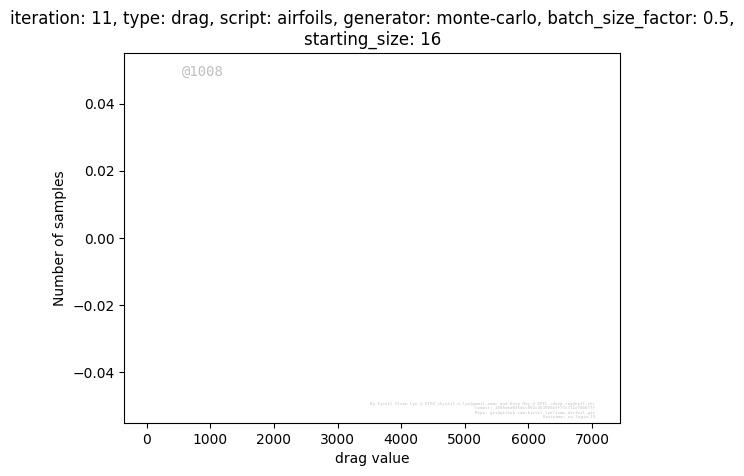 iteration: 11, type: drag, script: airfoils, generator: monte-carlo, batch_size_factor: 0.5,
starting_size: 16
@1008
0.04
0.02
0.00
−0.02
−0.04
Number of samples
0 1000 2000 3000 4000 5000 6000 7000
drag value